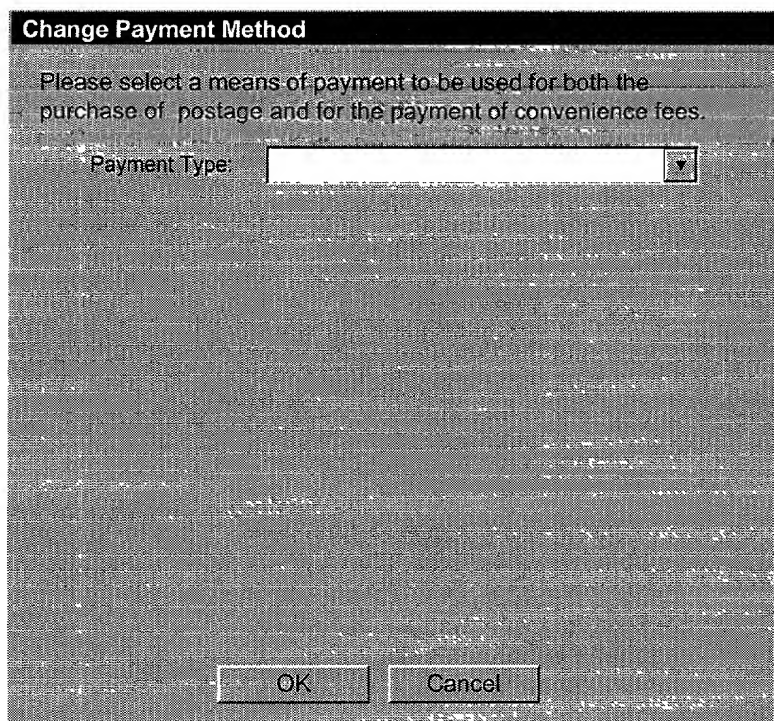 Change Payment Method
Please select a means of payment to be used for both the
purchase of postage and for the payment of convenience fees.
Payment Type:
OK
Cancel